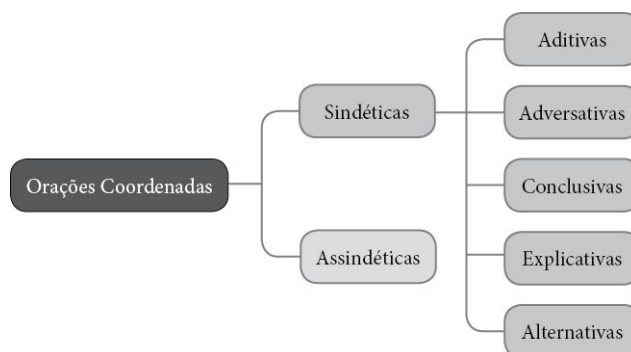 Orações Coordenadas
Sindéticas
Assindéticas
Aditivas
Adversativas
Conclusivas
Explicativas
Alternativas